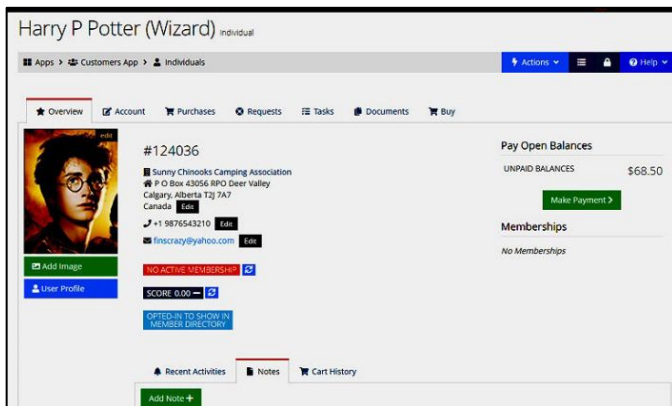 Harry P Potter (Wizard) Individual
Apps > Customers App > Individuals
Actions
Help
Overview
Account
Purchases
Requests
Tasks
Documents
Buy
edit
#124036
Sunny Chinooks Camping Association
P O Box 43056 RPO Deer Valley
Calgary, Alberta T2J 7A7
Canada Edit
+1 9876543210 Edit
finscrazy@yahoo.com Edit
Add Image
User Profile
NO ACTIVE MEMBERSHIP
SCORE 0.00
OPTED-IN TO SHOW IN
MEMBER DIRECTORY
Pay Open Balances
UNPAID BALANCES $68.50
Make Payment >
Memberships
No Memberships
Recent Activities
Notes
Cart History
Add Note +